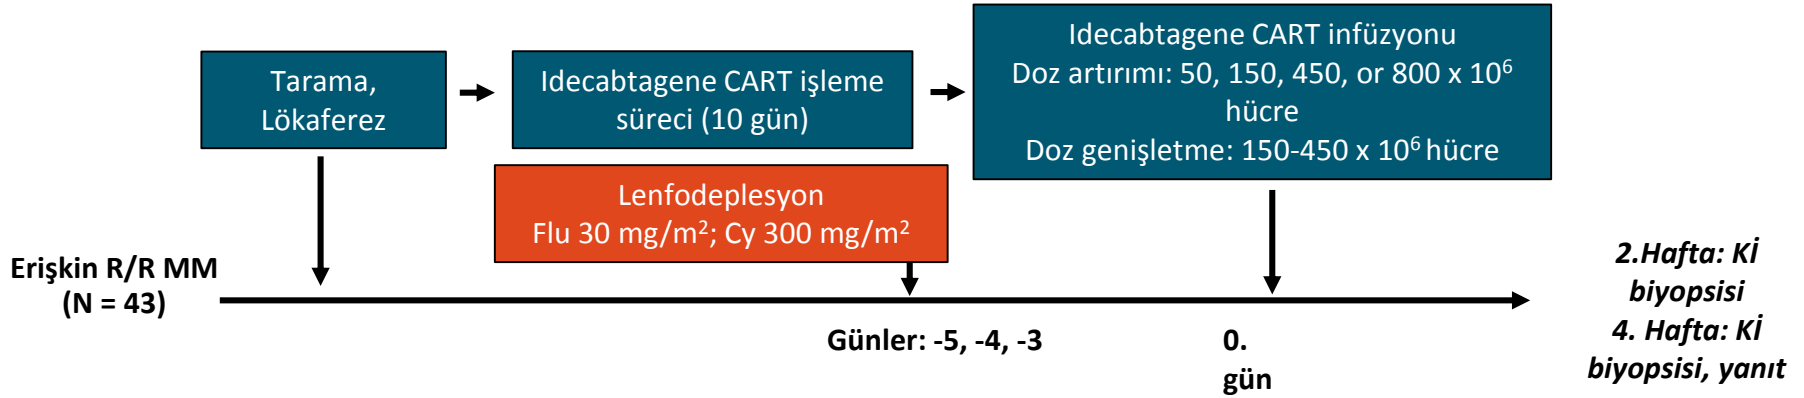 Tarama,
Lökaferez
Idecabtagene CART işleme
süreci (10 gün)
Idecabtagene CART infüzyonu
Doz artırımı: 50, 150, 450, or 800 x 10⁶
hücre
Doz genişletme: 150-450 x 10⁶ hücre
Lenfodeplesyon
Flu 30 mg/m²; Cy 300 mg/m²
Erişkin R/R MM
(N = 43)
Günler: -5, -4, -3
0.
gün
2.Hafta: Kİ
biyopsisi
4. Hafta: Kİ
biyopsisi, yanıt